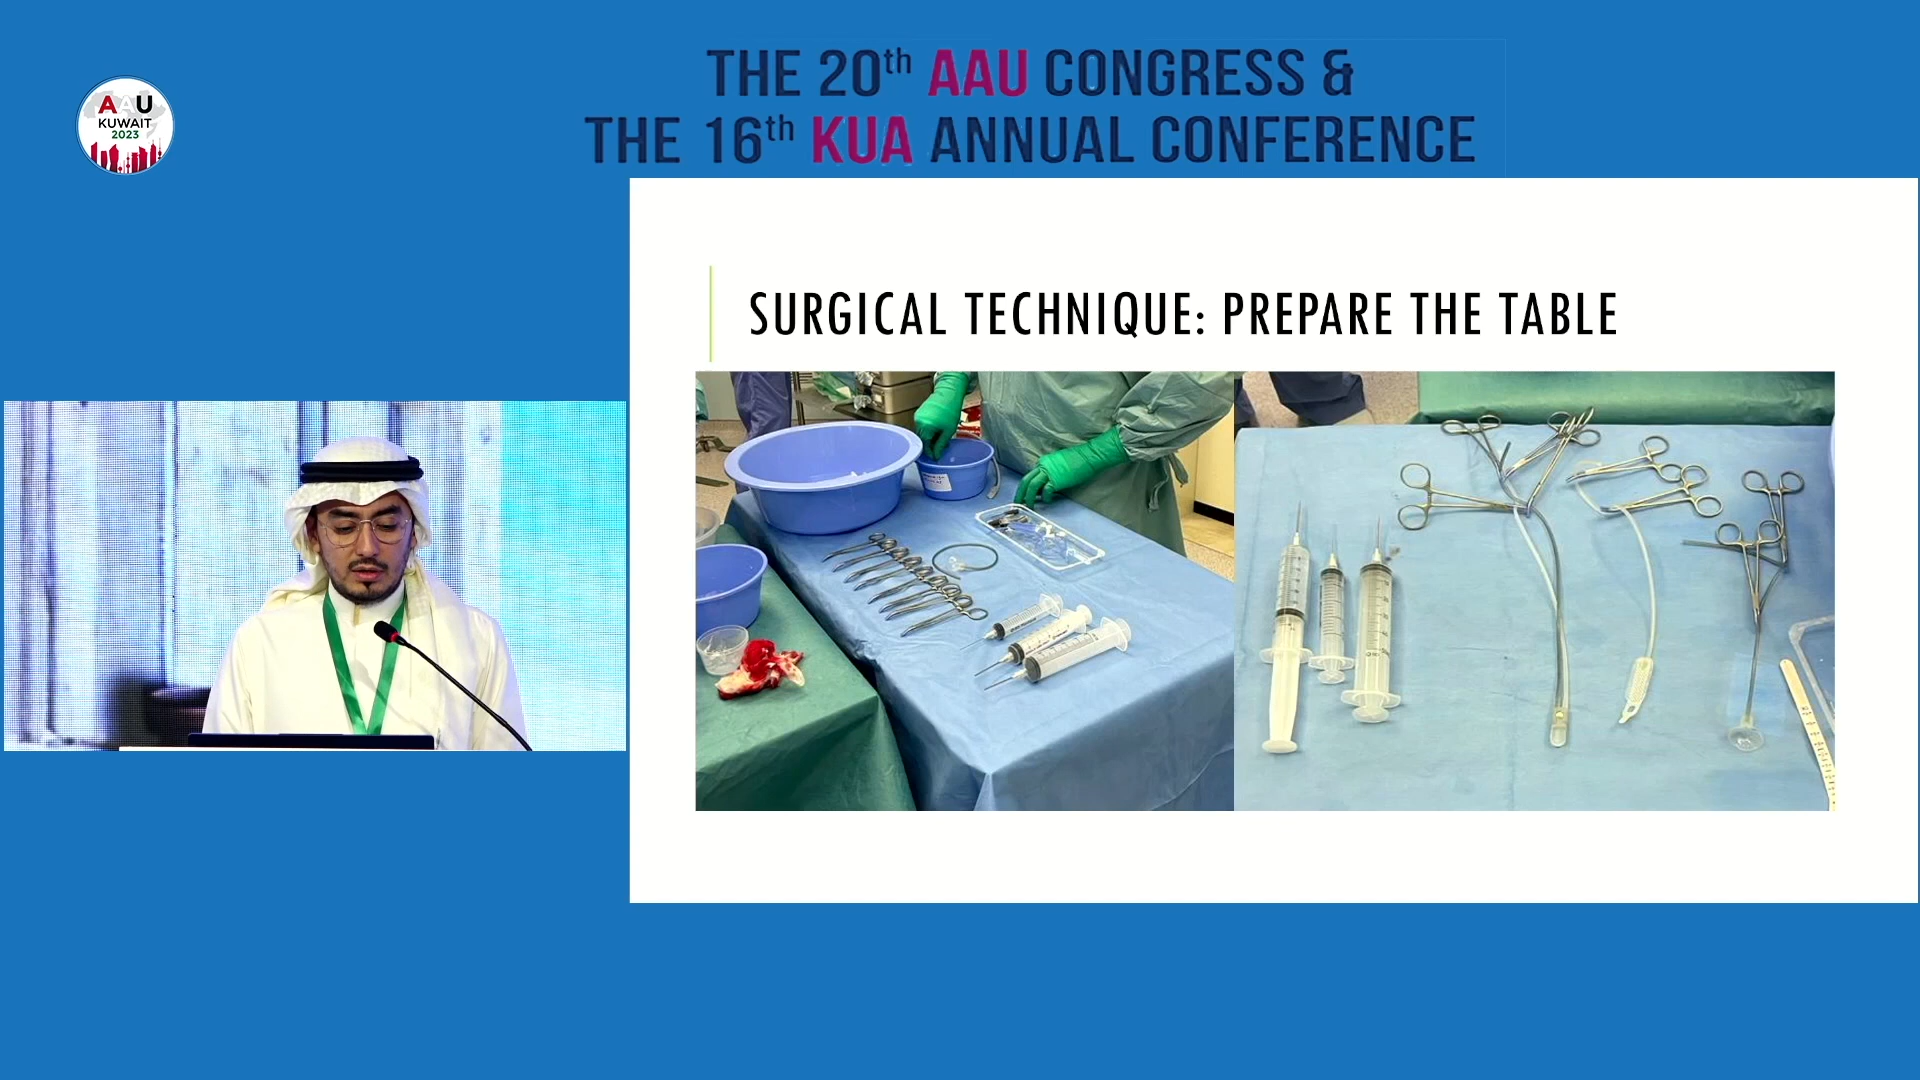 THE 20th AAU CONGRESS &
THE 16th KUA ANNUAL CONFERENCE
AAU
KUWAIT
2023
SURGICAL TECHNIQUE: PREPARE THE TABLE